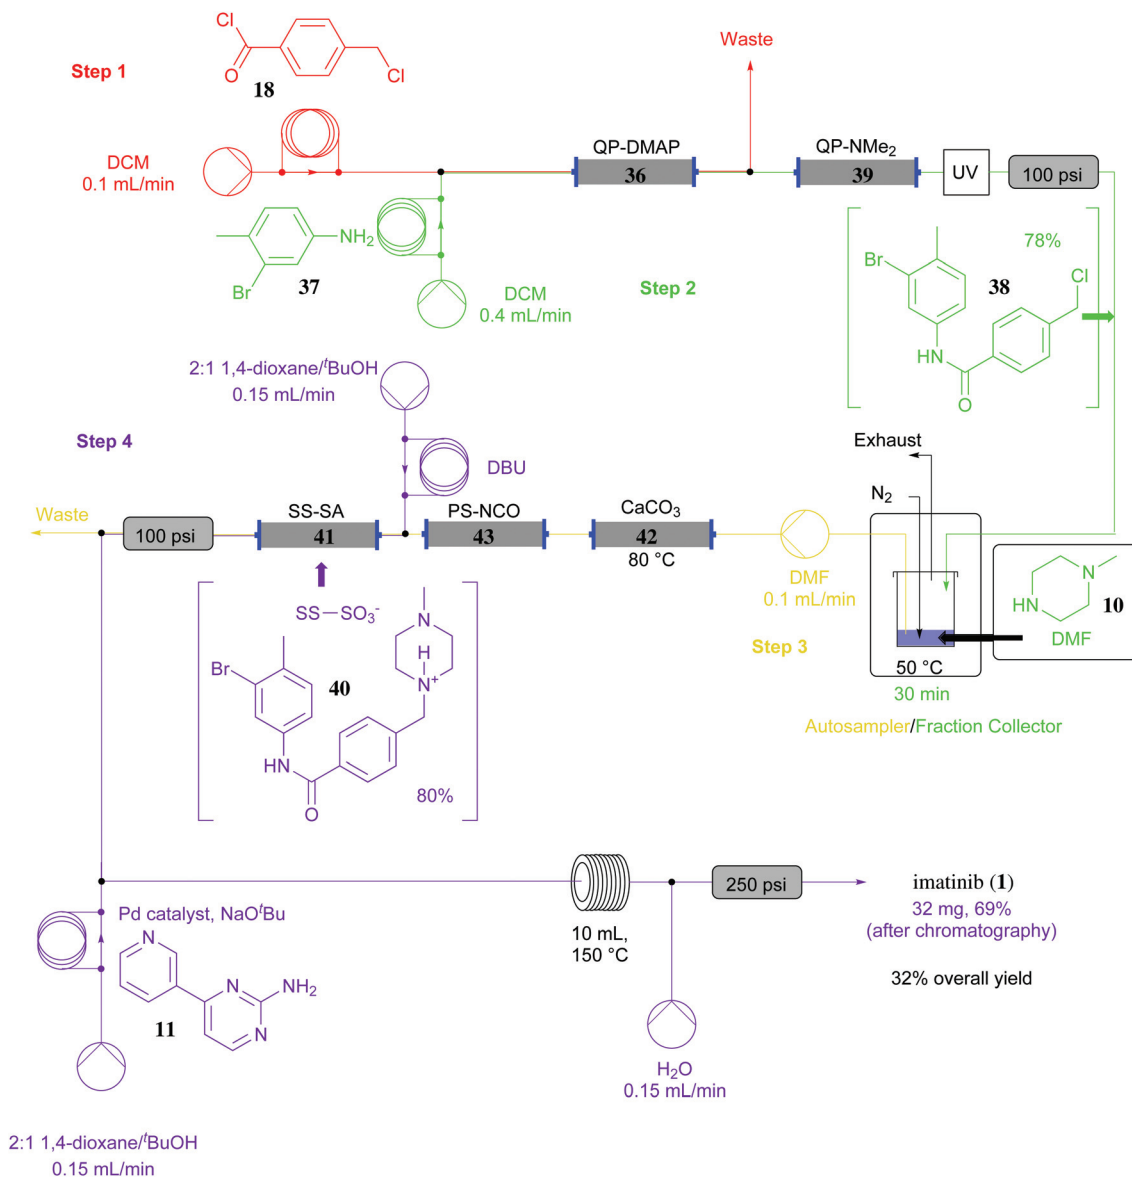 Step 1
Cl
O
Cl
18
DCM
0.1 mL/min
Waste
QP-DMAP
36
QP-NMe₂
39
UV
100 psi
NH₂
Br
37
DCM
0.4 mL/min
Step 2
78%
Br
38
Cl
HN
O
2:1 1,4-dioxane/ᵗBuOH
0.15 mL/min
Step 4
DBU
Exhaust
N₂
Waste
100 psi
SS-SA
41
PS-NCO
43
CaCO₃
42
80 °C
DMF
0.1 mL/min
N
HN
10
DMF
Step 3
50 °C
30 min
Autosampler/Fraction Collector
SS—SO₃⁻
N
H
N⁺
Br
40
HN
O
80%
Pd catalyst, NaOᵗBu
N
N
NH₂
N
11
10 mL,
150 °C
250 psi
imatinib (1)
32 mg, 69%
(after chromatography)
32% overall yield
H₂O
0.15 mL/min
2:1 1,4-dioxane/ᵗBuOH
0.15 mL/min